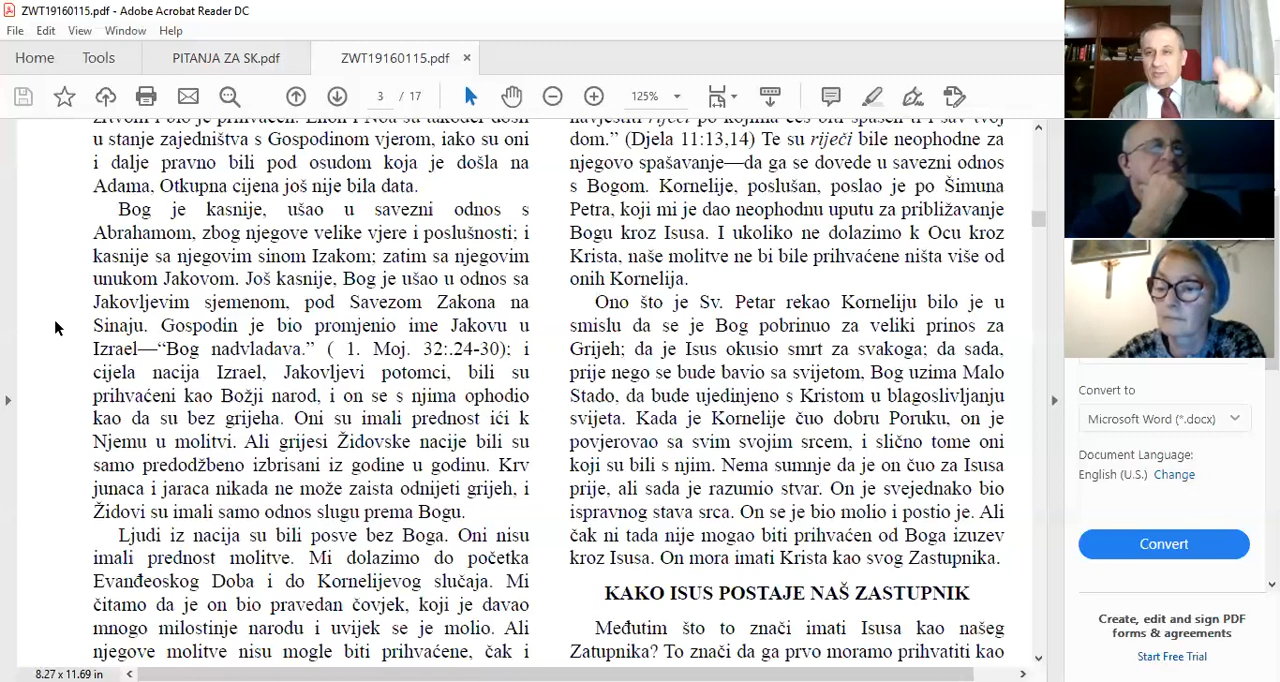 ZWT19160115.pdf - Adobe Acrobat Reader DC
File Edit View Window Help
Home Tools PITANJA ZA SK.pdf ZWT19160115.pdf ×
3 / 17 125%
u stanje zajedništva s Gospodinom vjerom, iako su oni
i dalje pravno bili pod osudom koja je došla na
Adama, Otkupna cijena još nije bila data.
Bog je kasnije, ušao u savezni odnos s
Abrahamom, zbog njegove velike vjere i poslušnosti; i
kasnije sa njegovim sinom Izakom; zatim sa njegovim
unukom Jakovom. Još kasnije, Bog je ušao u odnos sa
Jakovljevim sjemenom, pod Savezom Zakona na
Sinaju. Gospodin je bio promjenio ime Jakovu u
Izrael—“Bog nadvladava.” ( 1. Moj. 32:.24-30); i
cijela nacija Izrael, Jakovljevi potomci, bili su
prihvaćeni kao Božji narod, i on se s njima ophodio
kao da su bez grijeha. Oni su imali prednost ići k
Njemu u molitvi. Ali grijesi Židovske nacije bili su
samo predodžbeno izbrisani iz godine u godinu. Krv
junaca i jaraca nikada ne može zaista odnijeti grijeh, i
Židovi su imali samo odnos slugu prema Bogu.
Ljudi iz nacija su bili posve bez Boga. Oni nisu
imali prednost molitve. Mi dolazimo do početka
Evanđeoskog Doba i do Kornelijevog slučaja. Mi
čitamo da je on bio pravedan čovjek, koji je davao
mnogo milostinje narodu i uvijek se je molio. Ali
njegove molitve nisu mogle biti prihvaćene, čak i
navjestiti riječi po kojima ćeš biti spašen ti i sav tvoj
dom.” (Djela 11:13,14) Te su riječi bile neophodne za
njegovo spašavanje—da ga se dovede u savezni odnos
s Bogom. Kornelije, poslušan, poslao je po Šimuna
Petra, koji mi je dao neophodnu uputu za približavanje
Bogu kroz Isusa. I ukoliko ne dolazimo k Ocu kroz
Krista, naše molitve ne bi bile prihvaćene ništa više od
onih Kornelija.
Ono što je Sv. Petar rekao Korneliju bilo je u
smislu da se je Bog pobrinuo za veliki prinos za
Grijeh; da je Isus okusio smrt za svakoga; da sada,
prije nego se bude bavio sa svijetom, Bog uzima Malo
Stado, da bude ujedinjeno s Kristom u blagoslivljanju
svijeta. Kada je Kornelije čuo dobru Poruku, on je
povjerovao sa svim svojim srcem, i slično tome oni
koji su bili s njim. Nema sumnje da je on čuo za Isusa
prije, ali sada je razumio stvar. On je svejednako bio
ispravnog stava srca. On se je bio molio i postio je. Ali
čak ni tada nije mogao biti prihvaćen od Boga izuzev
kroz Isusa. On mora imati Krista kao svog Zastupnika.
KAKO ISUS POSTAJE NAŠ ZASTUPNIK
Međutim što to znači imati Isusa kao našeg
Zatupnika? To znači da ga prvo moramo prihvatiti kao
8.27 x 11.69 in
Convert to
Microsoft Word (*.docx)
Document Language:
English (U.S.) Change
Convert
Create, edit and sign PDF
forms & agreements
Start Free Trial